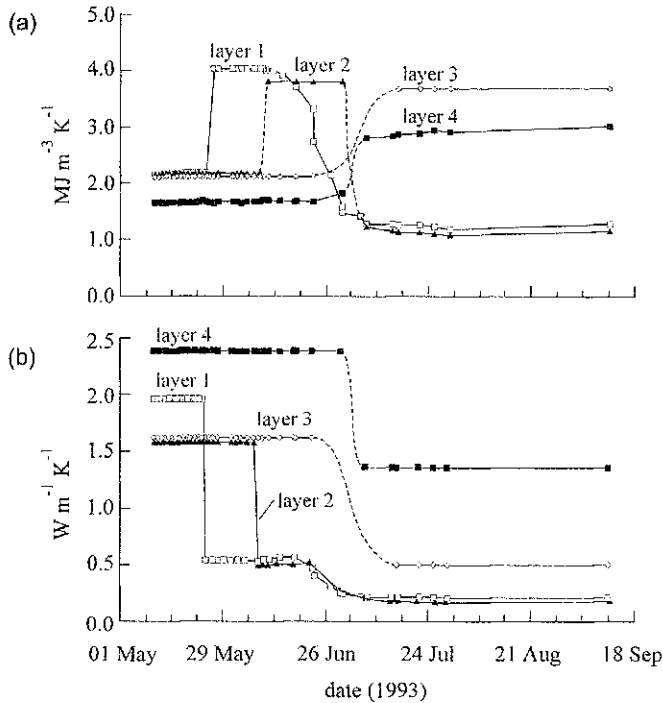 (a)
5.0
4.0
3.0
2.0
1.0
0.0
MJ m⁻³ K⁻¹
layer 1
layer 2
layer 3
layer 4
(b)
2.5
2.0
1.5
1.0
0.5
0.0
W m⁻¹ K⁻¹
layer 4
layer 1
layer 3
layer 2
01 May 29 May 26 Jun 24 Jul 21 Aug 18 Sep
date (1993)